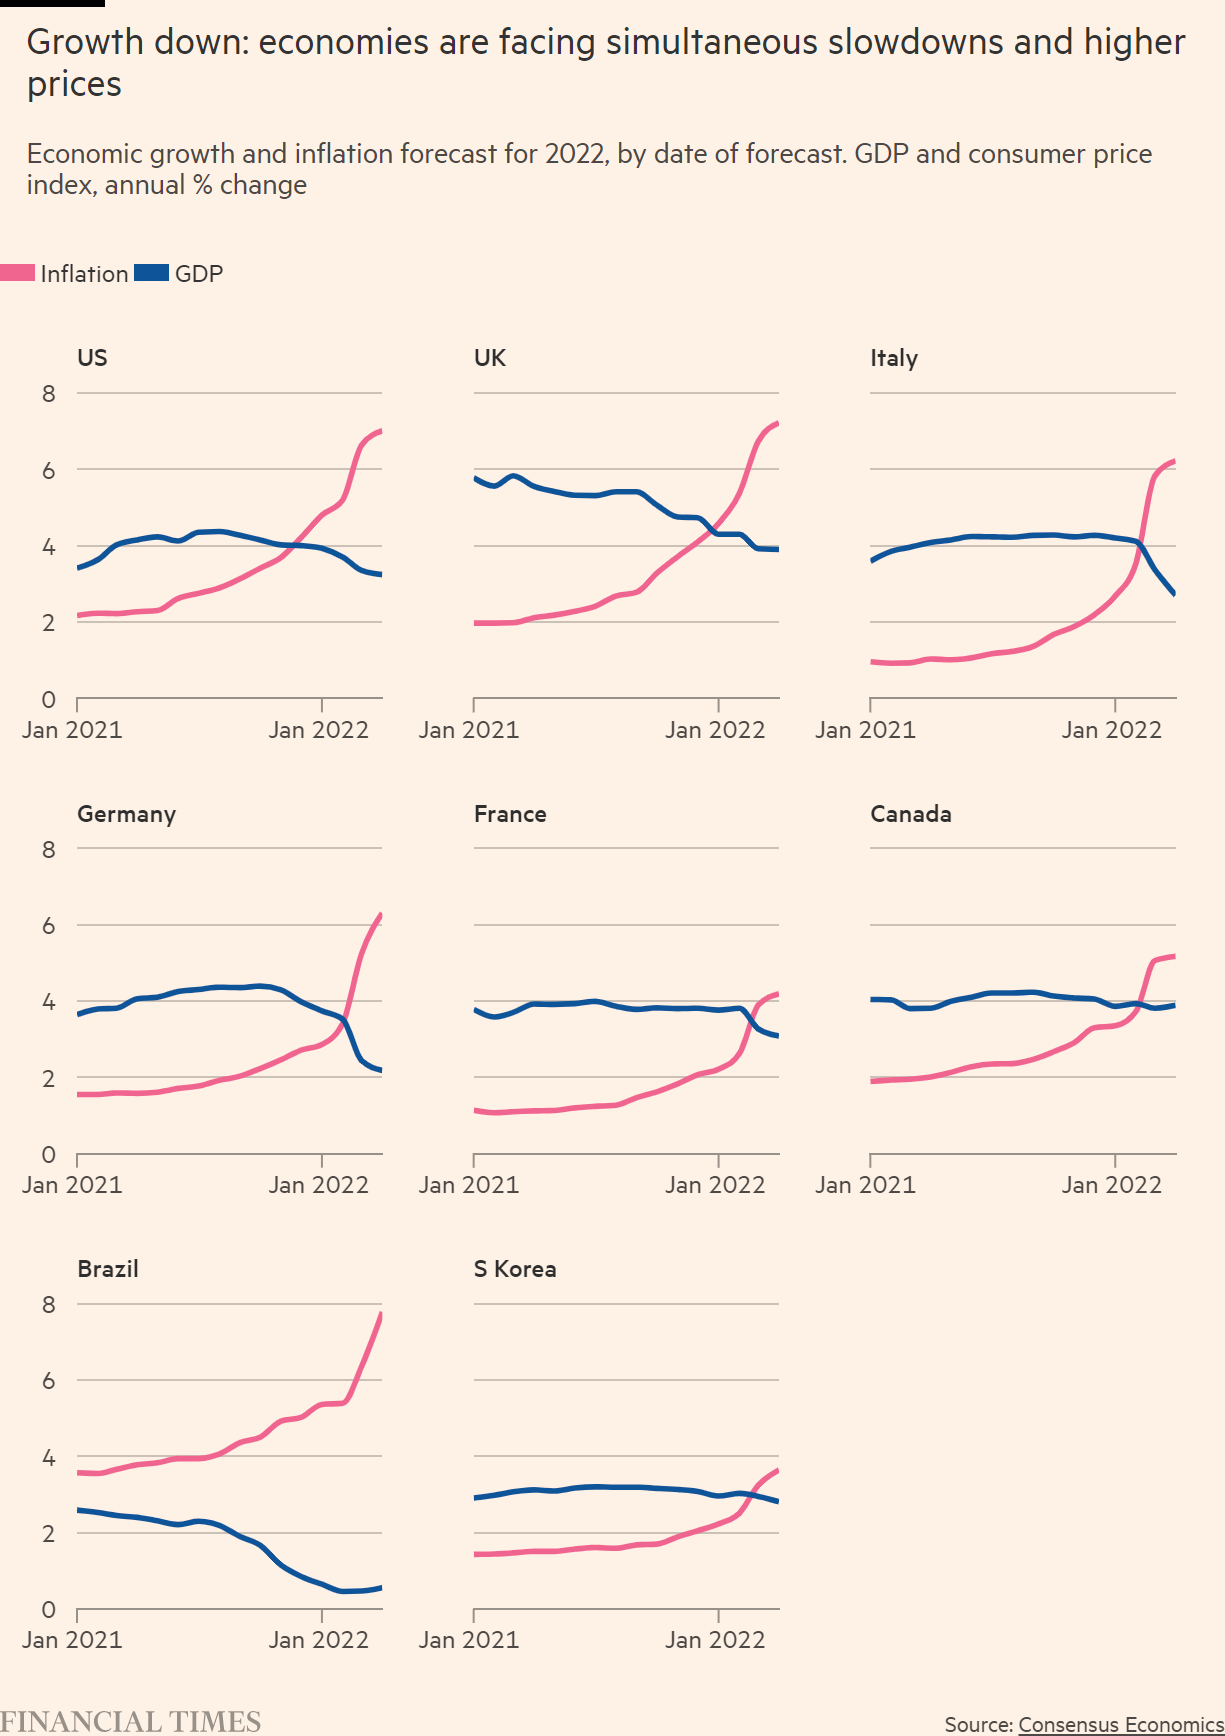 Growth down: economies are facing simultaneous slowdowns and higher
prices
Economic growth and inflation forecast for 2022, by date of forecast. GDP and consumer price
index, annual % change
Inflation GDP
US UK Italy
8
6
4
2
0
Jan 2021 Jan 2022 Jan 2021 Jan 2022 Jan 2021 Jan 2022
Germany France Canada
8
6
4
2
0
Jan 2021 Jan 2022 Jan 2021 Jan 2022 Jan 2021 Jan 2022
Brazil S Korea
8
6
4
2
0
Jan 2021 Jan 2022 Jan 2021 Jan 2022
FINANCIAL TIMES Source: Consensus Economics